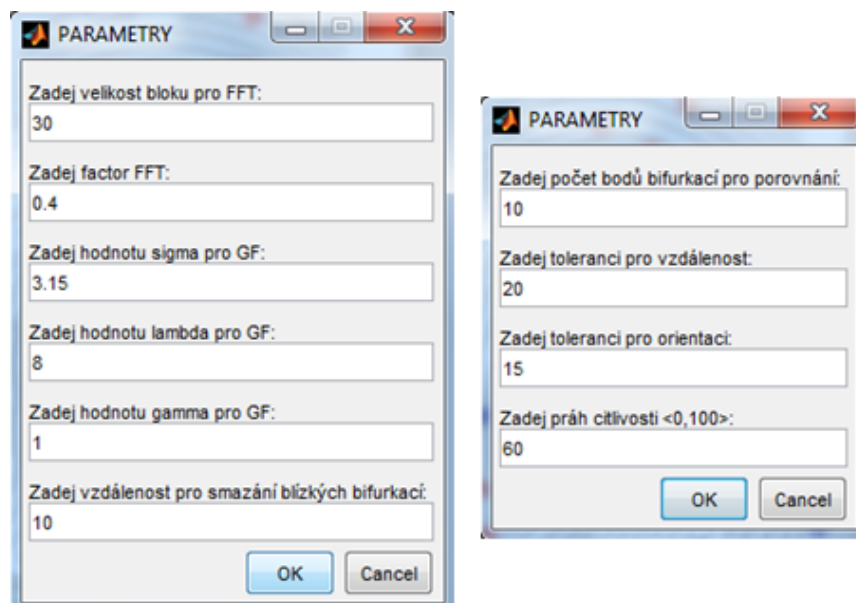 PARAMETRY
Zadej velikost bloku pro FFT:
30
Zadej factor FFT:
0.4
Zadej hodnotu sigma pro GF:
3.15
Zadej hodnotu lambda pro GF:
8
Zadej hodnotu gamma pro GF:
1
Zadej vzdálenost pro smazání blízkých bifurkací:
10
OK Cancel
PARAMETRY
Zadej počet bodů bifurkací pro porovnání:
10
Zadej toleranci pro vzdálenost:
20
Zadej toleranci pro orientaci:
15
Zadej práh citlivosti <0,100>:
60
OK Cancel